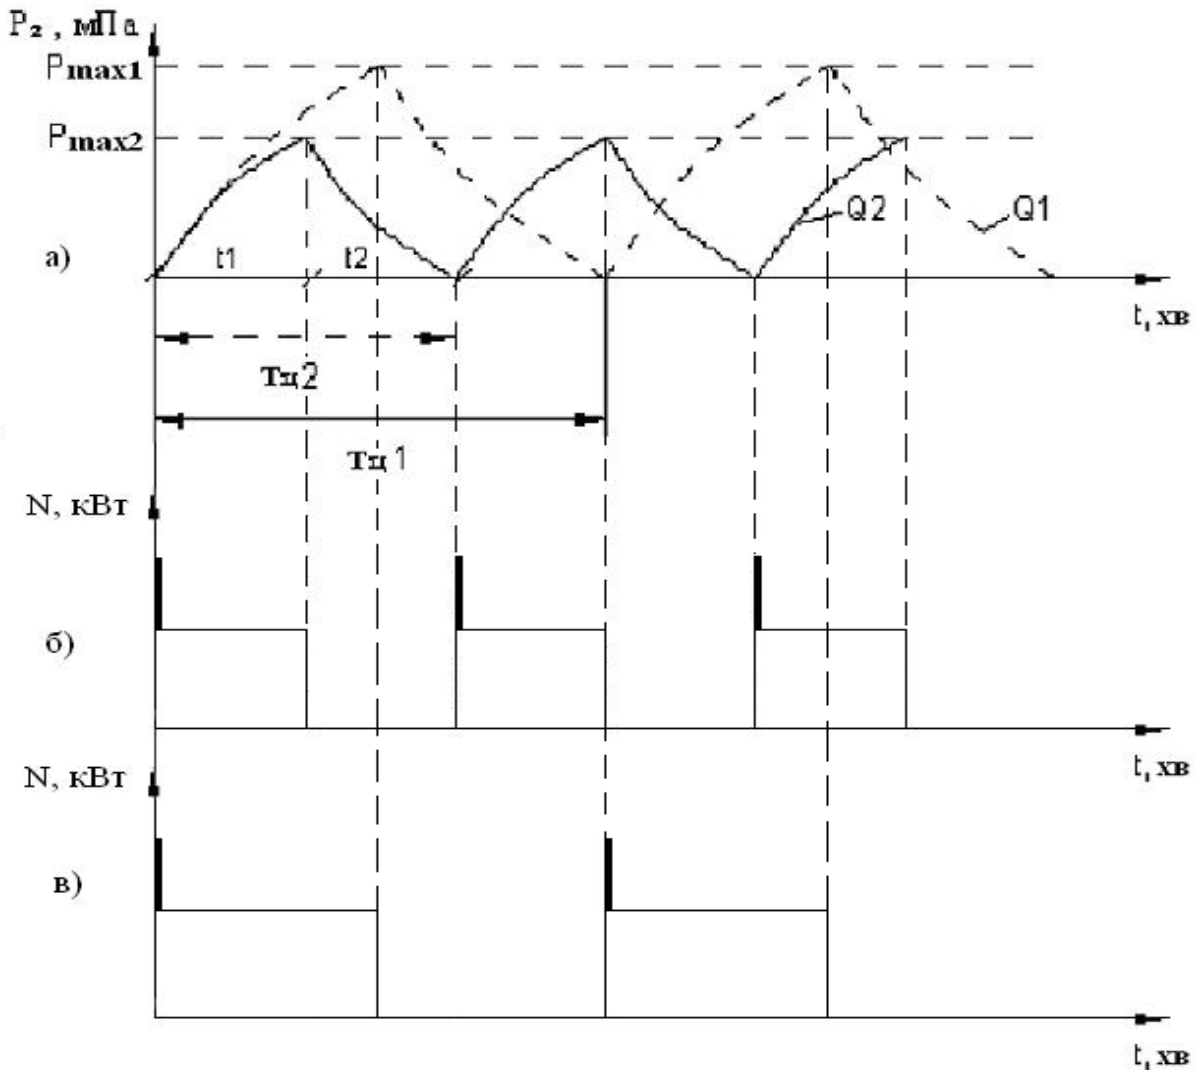 P₂ , мПа
Pmax1
Pmax2
Q2
Q1
а)
t1
t2
t, хв
Тц2
Тц1
N, кВт
б)
t, хв
N, кВт
в)
t, хв